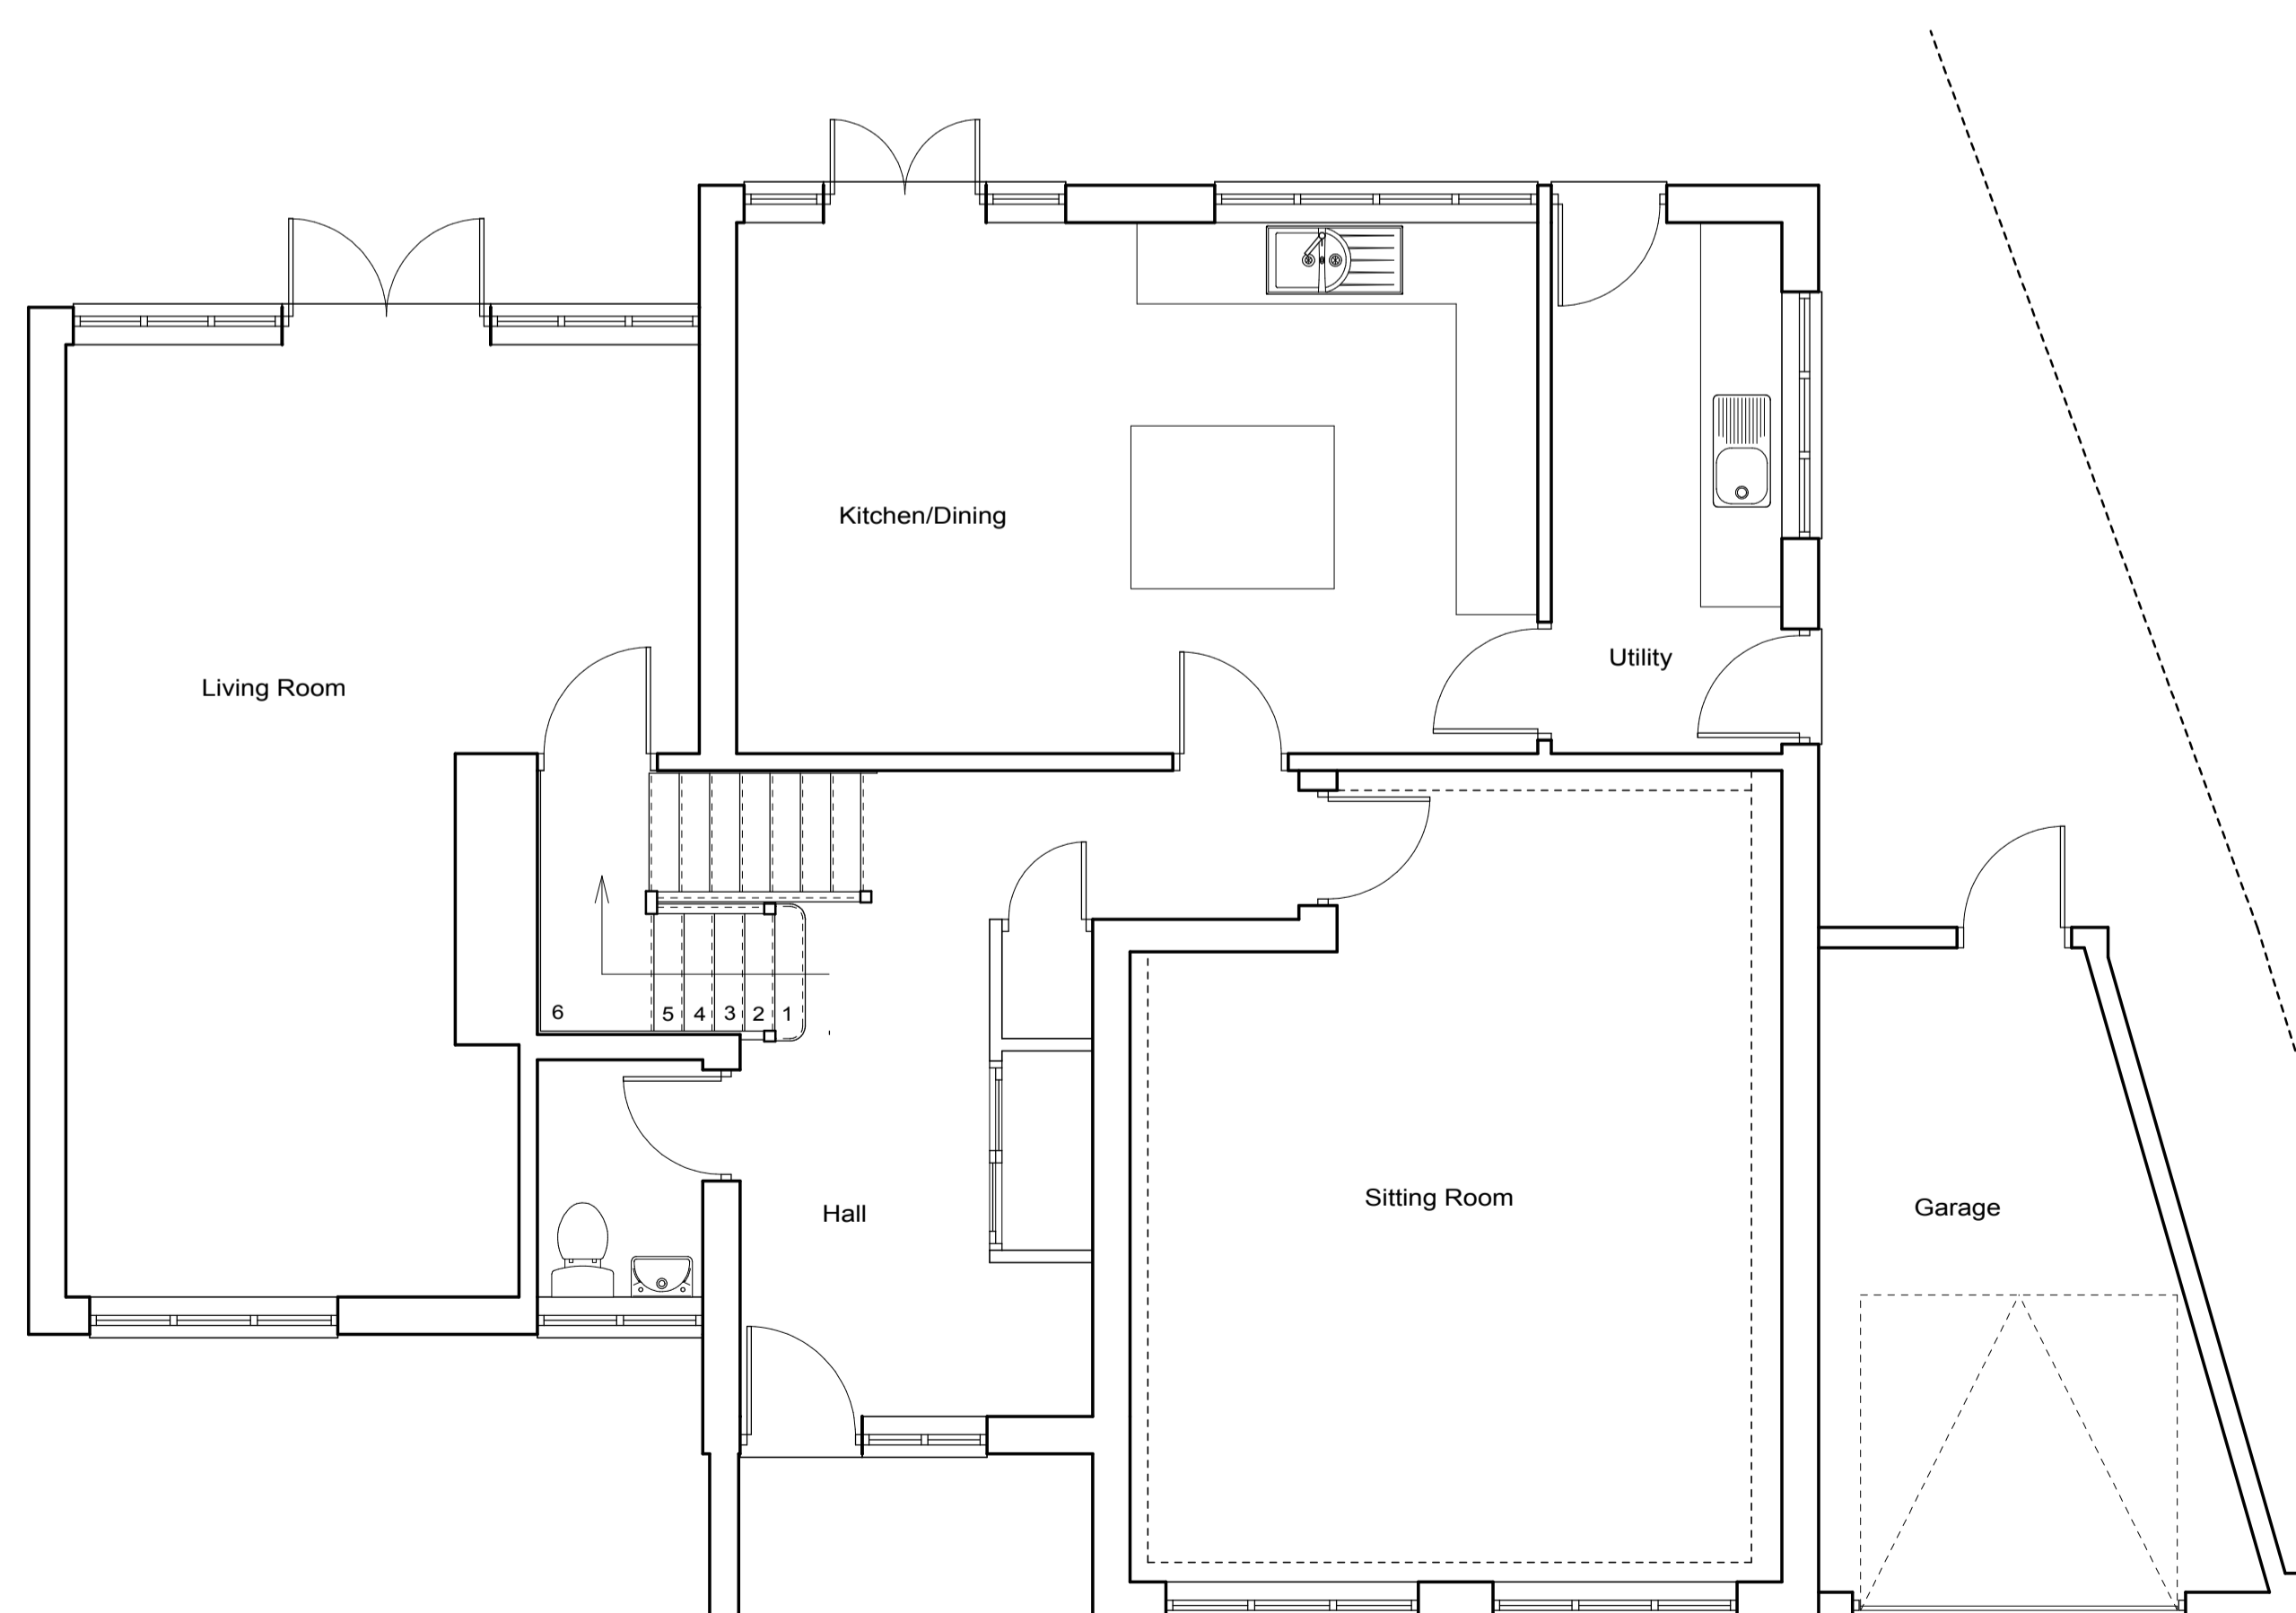 Kitchen/Dining
Utility
Living Room
6 5 4 3 2 1
Hall
Sitting Room
Garage